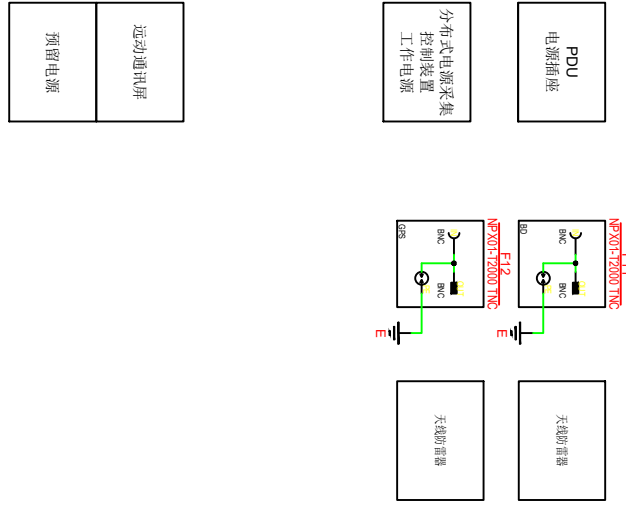 预留电源
远动通讯屏
分布式电源采集
控制装置
工作电源
PDU
电源插座
F12
NPX01-T2000 TNC
GPS
BNC
BNC
E
NPX01-T2000 TNC
BD
BNC
BNC
E
天线防雷器
天线防雷器